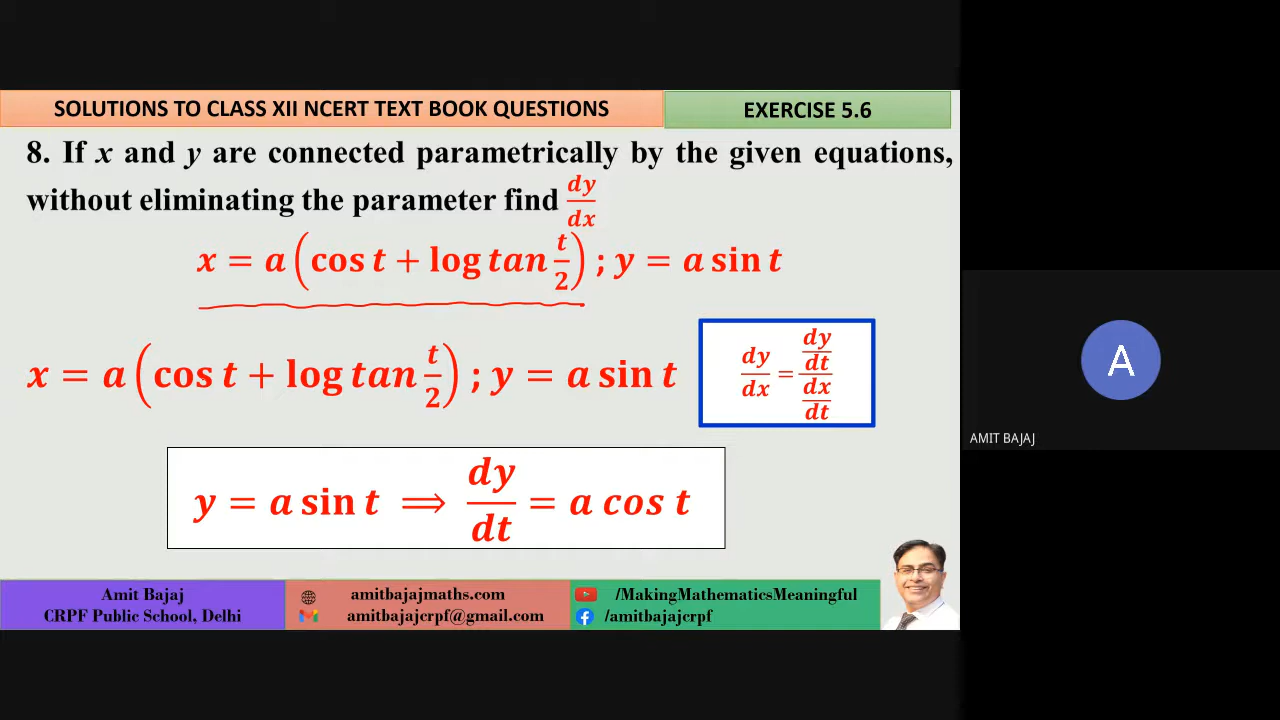 SOLUTIONS TO CLASS XII NCERT TEXT BOOK QUESTIONS
EXERCISE 5.6
8. If x and y are connected parametrically by the given equations,
without eliminating the parameter find dy/dx
x = a (cos t + log tan t/2) ; y = a sin t
x = a (cos t + log tan t/2) ; y = a sin t
dy/dx = (dy/dt)/(dx/dt)
y = a sin t ⟹ dy/dt = a cos t
A
AMIT BAJAJ
Amit Bajaj
CRPF Public School, Delhi
amitbajajmaths.com
amitbajajcrpf@gmail.com
/MakingMathematicsMeaningful
/amitbajajcrpf